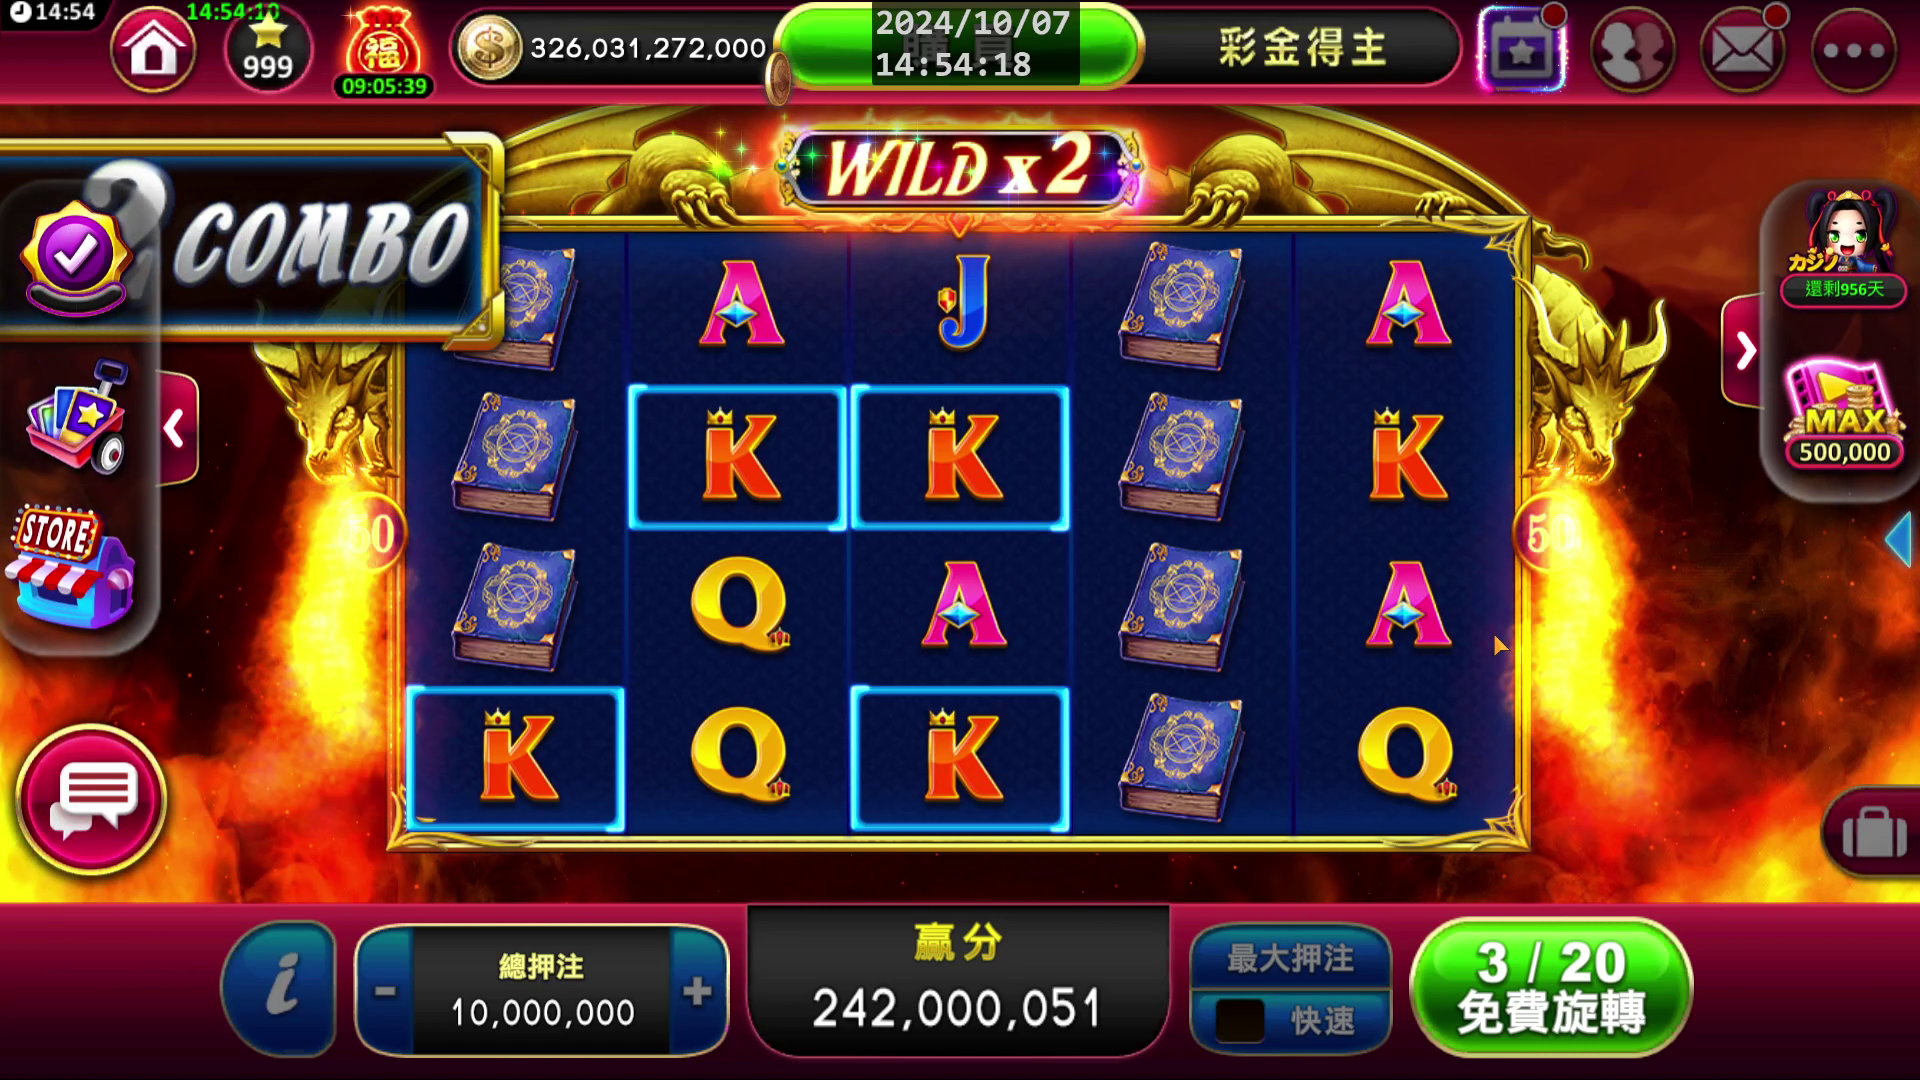 14:54
14:54:10
999
福
09:05:39
326,031,272,000
2024/10/07
14:54:18
彩金得主
WILD x2
2 COMBO
A
J
A
K
K
K
Q
A
A
K
Q
K
Q
50
50
カジノ
還剩956天
MAX
500,000
STORE
總押注
10,000,000
贏分
242,000,051
最大押注
快速
3 / 20
免費旋轉